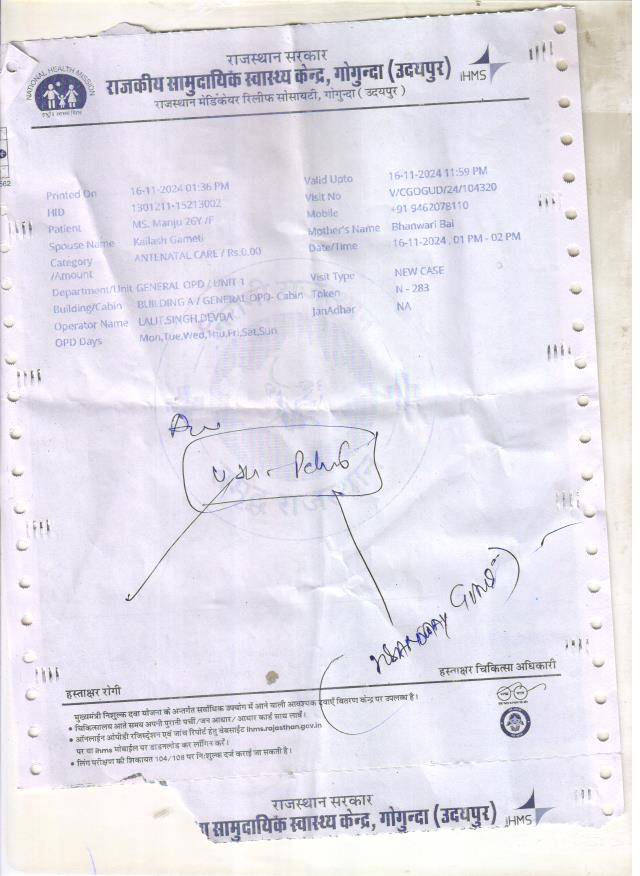 राजस्थान सरकार
राजकीय सामुदायिक स्वास्थ्य केन्द्र, गोगुन्दा (उदयपुर)
राजस्थान मेडिकेयर रिलीफ सोसायटी, गोगुन्दा ( उदयपुर )
NATIONAL HEALTH MISSION
iHMS
Printed On 16-11-2024 01:36 PM Valid Upto 16-11-2024 11:59 PM
HID 1301211-15213002 Visit No V/CGOGUD/24/104320
Patient MS. Manju 26Y /F Mobile +91 9462078110
Spouse Name Kailash Gameti Mother's Name Bhanwari Bai
Category /Amount ANTENATAL CARE / Rs.0.00 Date/Time 16-11-2024 , 01 PM - 02 PM
Department/Unit GENERAL OPD / UNIT 1 Visit Type NEW CASE
Building/Cabin BUILDING A / GENERAL OPD- Cabin Token N - 283
Operator Name LALIT,SINGH,DEVDA JanAdhar NA
OPD Days Mon,Tue,Wed,Thu,Fri,Sat,Sun
हस्ताक्षर रोगी हस्ताक्षर चिकित्सा अधिकारी
मुख्यमंत्री निशुल्क दवा योजना के अन्तर्गत सर्वाधिक उपयोग में आने वाली आवश्यक दवाएँ वितरण केन्द्र पर उपलब्ध है।
• चिकित्सालय आते समय अपनी पुरानी पर्ची/जन आधार/ आधार कार्ड साथ लावें।
• ऑनलाईन ओपीडी रजिस्ट्रेशन एवं जांच रिपोर्ट हेतु वेबसाईट ihms.rajasthan.gov.in
पर या ihms मोबाईल पर डाउनलोड कर लॉगिन करें।
• लिंग परीक्षण की शिकायत 104/108 पर निःशुल्क दर्ज कराई जा सकती है।
राजस्थान सरकार
सामुदायिक स्वास्थ्य केन्द्र, गोगुन्दा (उदयपुर)
iHMS